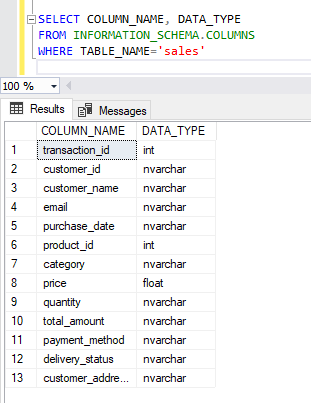 SELECT COLUMN_NAME, DATA_TYPE
FROM INFORMATION_SCHEMA.COLUMNS
WHERE TABLE_NAME='sales'
100 %
Results Messages
COLUMN_NAME DATA_TYPE
1 transaction_id int
2 customer_id nvarchar
3 customer_name nvarchar
4 email nvarchar
5 purchase_date nvarchar
6 product_id int
7 category nvarchar
8 price float
9 quantity nvarchar
10 total_amount nvarchar
11 payment_method nvarchar
12 delivery_status nvarchar
13 customer_addre... nvarchar